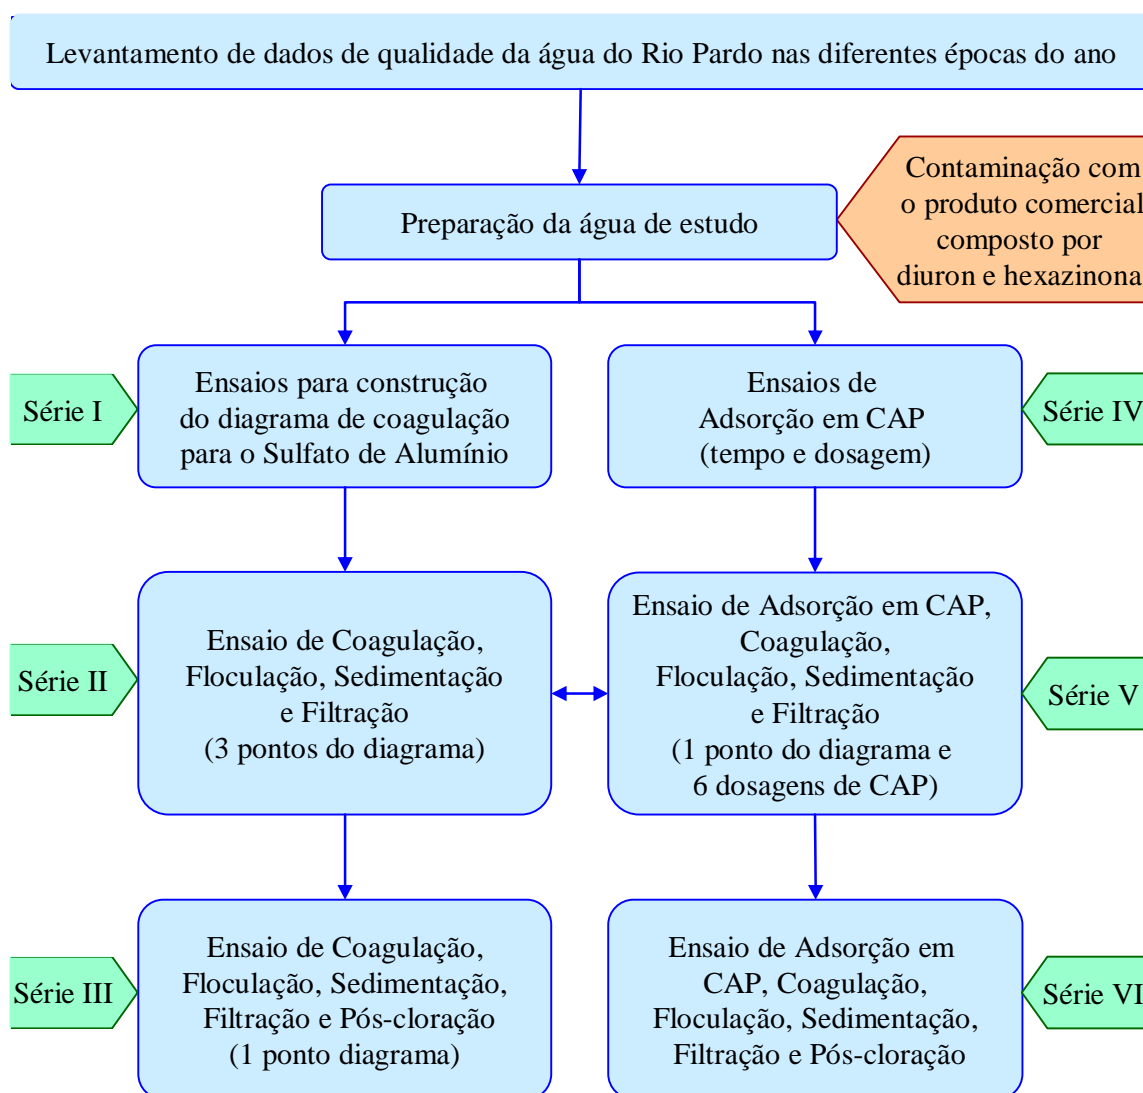 Levantamento de dados de qualidade da água do Rio Pardo nas diferentes épocas do ano
Contaminação com
o produto comercial
composto por
diuron e hexazinona
Preparação da água de estudo
Série I
Ensaios para construção
do diagrama de coagulação
para o Sulfato de Alumínio
Ensaios de
Adsorção em CAP
(tempo e dosagem)
Série IV
Série II
Ensaio de Coagulação,
Floculação, Sedimentação
e Filtração
(3 pontos do diagrama)
Ensaio de Adsorção em CAP,
Coagulação,
Floculação, Sedimentação
e Filtração
(1 ponto do diagrama e
6 dosagens de CAP)
Série V
Série III
Ensaio de Coagulação,
Floculação, Sedimentação,
Filtração e Pós-cloração
(1 ponto diagrama)
Ensaio de Adsorção em
CAP, Coagulação,
Floculação, Sedimentação,
Filtração e Pós-cloração
Série VI